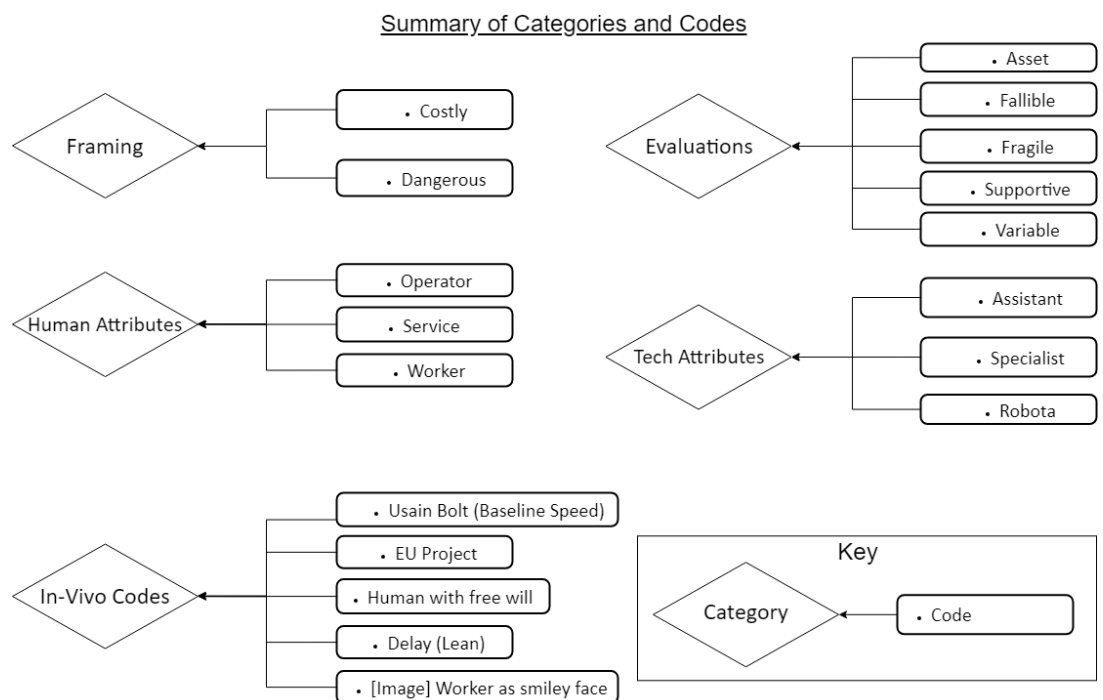 Summary of Categories and Codes
Framing
• Costly
• Dangerous
Evaluations
• Asset
• Fallible
• Fragile
• Supportive
• Variable
Human Attributes
• Operator
• Service
• Worker
Tech Attributes
• Assistant
• Specialist
• Robota
In-Vivo Codes
• Usain Bolt (Baseline Speed)
• EU Project
• Human with free will
• Delay (Lean)
• [Image] Worker as smiley face
Key
Category
• Code